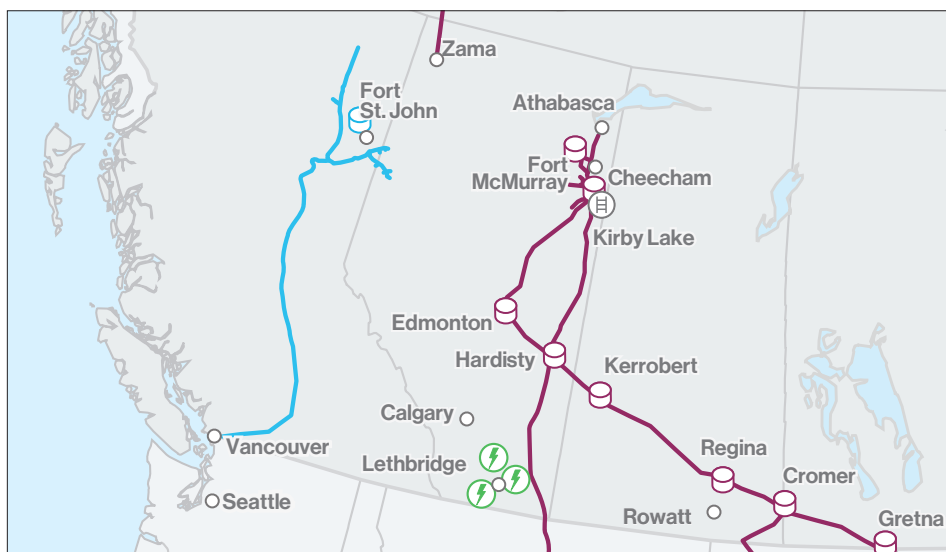 Zama
Fort
St. John
Athabasca
Fort
McMurray
Cheecham
Kirby Lake
Edmonton
Hardisty
Kerrobert
Calgary
Vancouver
Lethbridge
Regina
Cromer
Seattle
Rowatt
Gretna